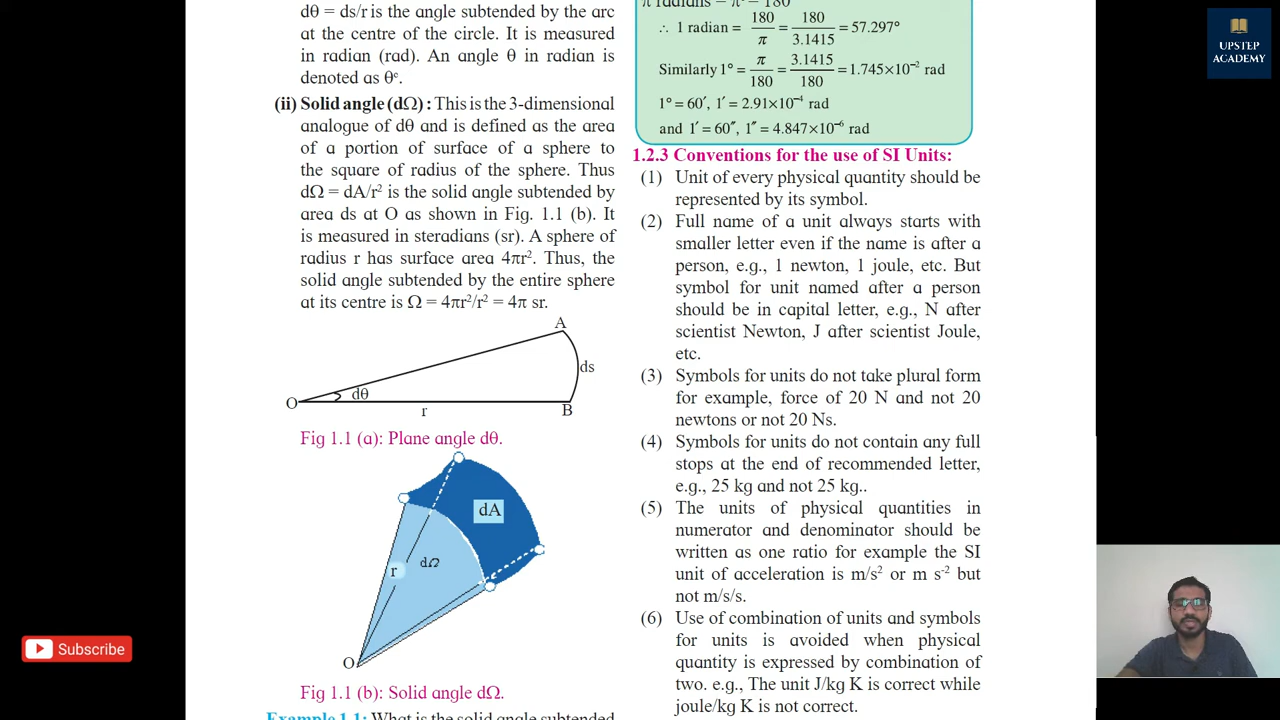 dθ = ds/r is the angle subtended by the arc
at the centre of the circle. It is measured
in radian (rad). An angle θ in radian is
denoted as θᶜ.
(ii) Solid angle (dΩ) : This is the 3-dimensional
analogue of dθ and is defined as the area
of a portion of surface of a sphere to
the square of radius of the sphere. Thus
dΩ = dA/r² is the solid angle subtended by
area ds at O as shown in Fig. 1.1 (b). It
is measured in steradians (sr). A sphere of
radius r has surface area 4πr². Thus, the
solid angle subtended by the entire sphere
at its centre is Ω = 4πr²/r² = 4π sr.
A
ds
dθ
O
r
B
Fig 1.1 (a): Plane angle dθ.
dA
dΩ
r
O
Fig 1.1 (b): Solid angle dΩ.
Example 1.1: What is the solid angle subtended
π radians = π = 180
∴ 1 radian = 180/π = 180/3.1415 = 57.297°
Similarly 1° = π/180 = 3.1415/180 = 1.745×10⁻² rad
1° = 60′, 1′ = 2.91×10⁻⁴ rad
and 1′ = 60″, 1″ = 4.847×10⁻⁶ rad
1.2.3 Conventions for the use of SI Units:
(1) Unit of every physical quantity should be
represented by its symbol.
(2) Full name of a unit always starts with
smaller letter even if the name is after a
person, e.g., 1 newton, 1 joule, etc. But
symbol for unit named after a person
should be in capital letter, e.g., N after
scientist Newton, J after scientist Joule,
etc.
(3) Symbols for units do not take plural form
for example, force of 20 N and not 20
newtons or not 20 Ns.
(4) Symbols for units do not contain any full
stops at the end of recommended letter,
e.g., 25 kg and not 25 kg..
(5) The units of physical quantities in
numerator and denominator should be
written as one ratio for example the SI
unit of acceleration is m/s² or m s⁻² but
not m/s/s.
(6) Use of combination of units and symbols
for units is avoided when physical
quantity is expressed by combination of
two. e.g., The unit J/kg K is correct while
joule/kg K is not correct.
UPSTEP
ACADEMY
Subscribe